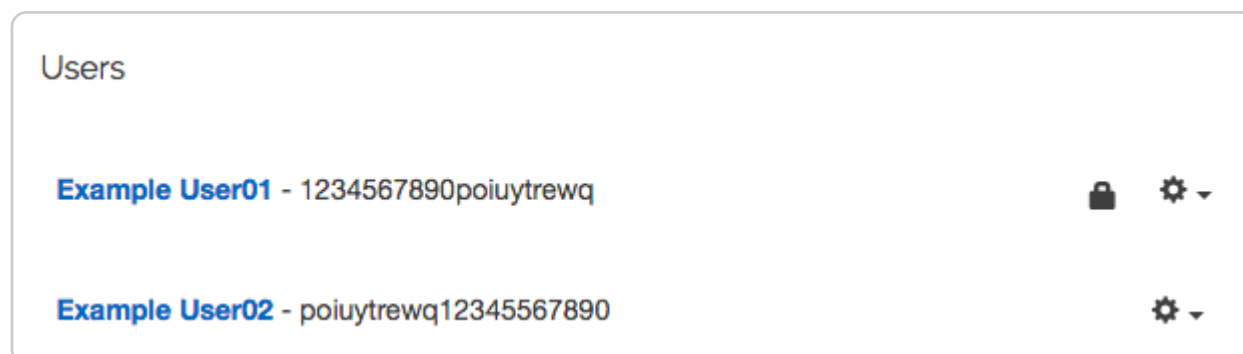 Users
Example User01 - 1234567890poiuytrewq
Example User02 - poiuytrewq12345567890